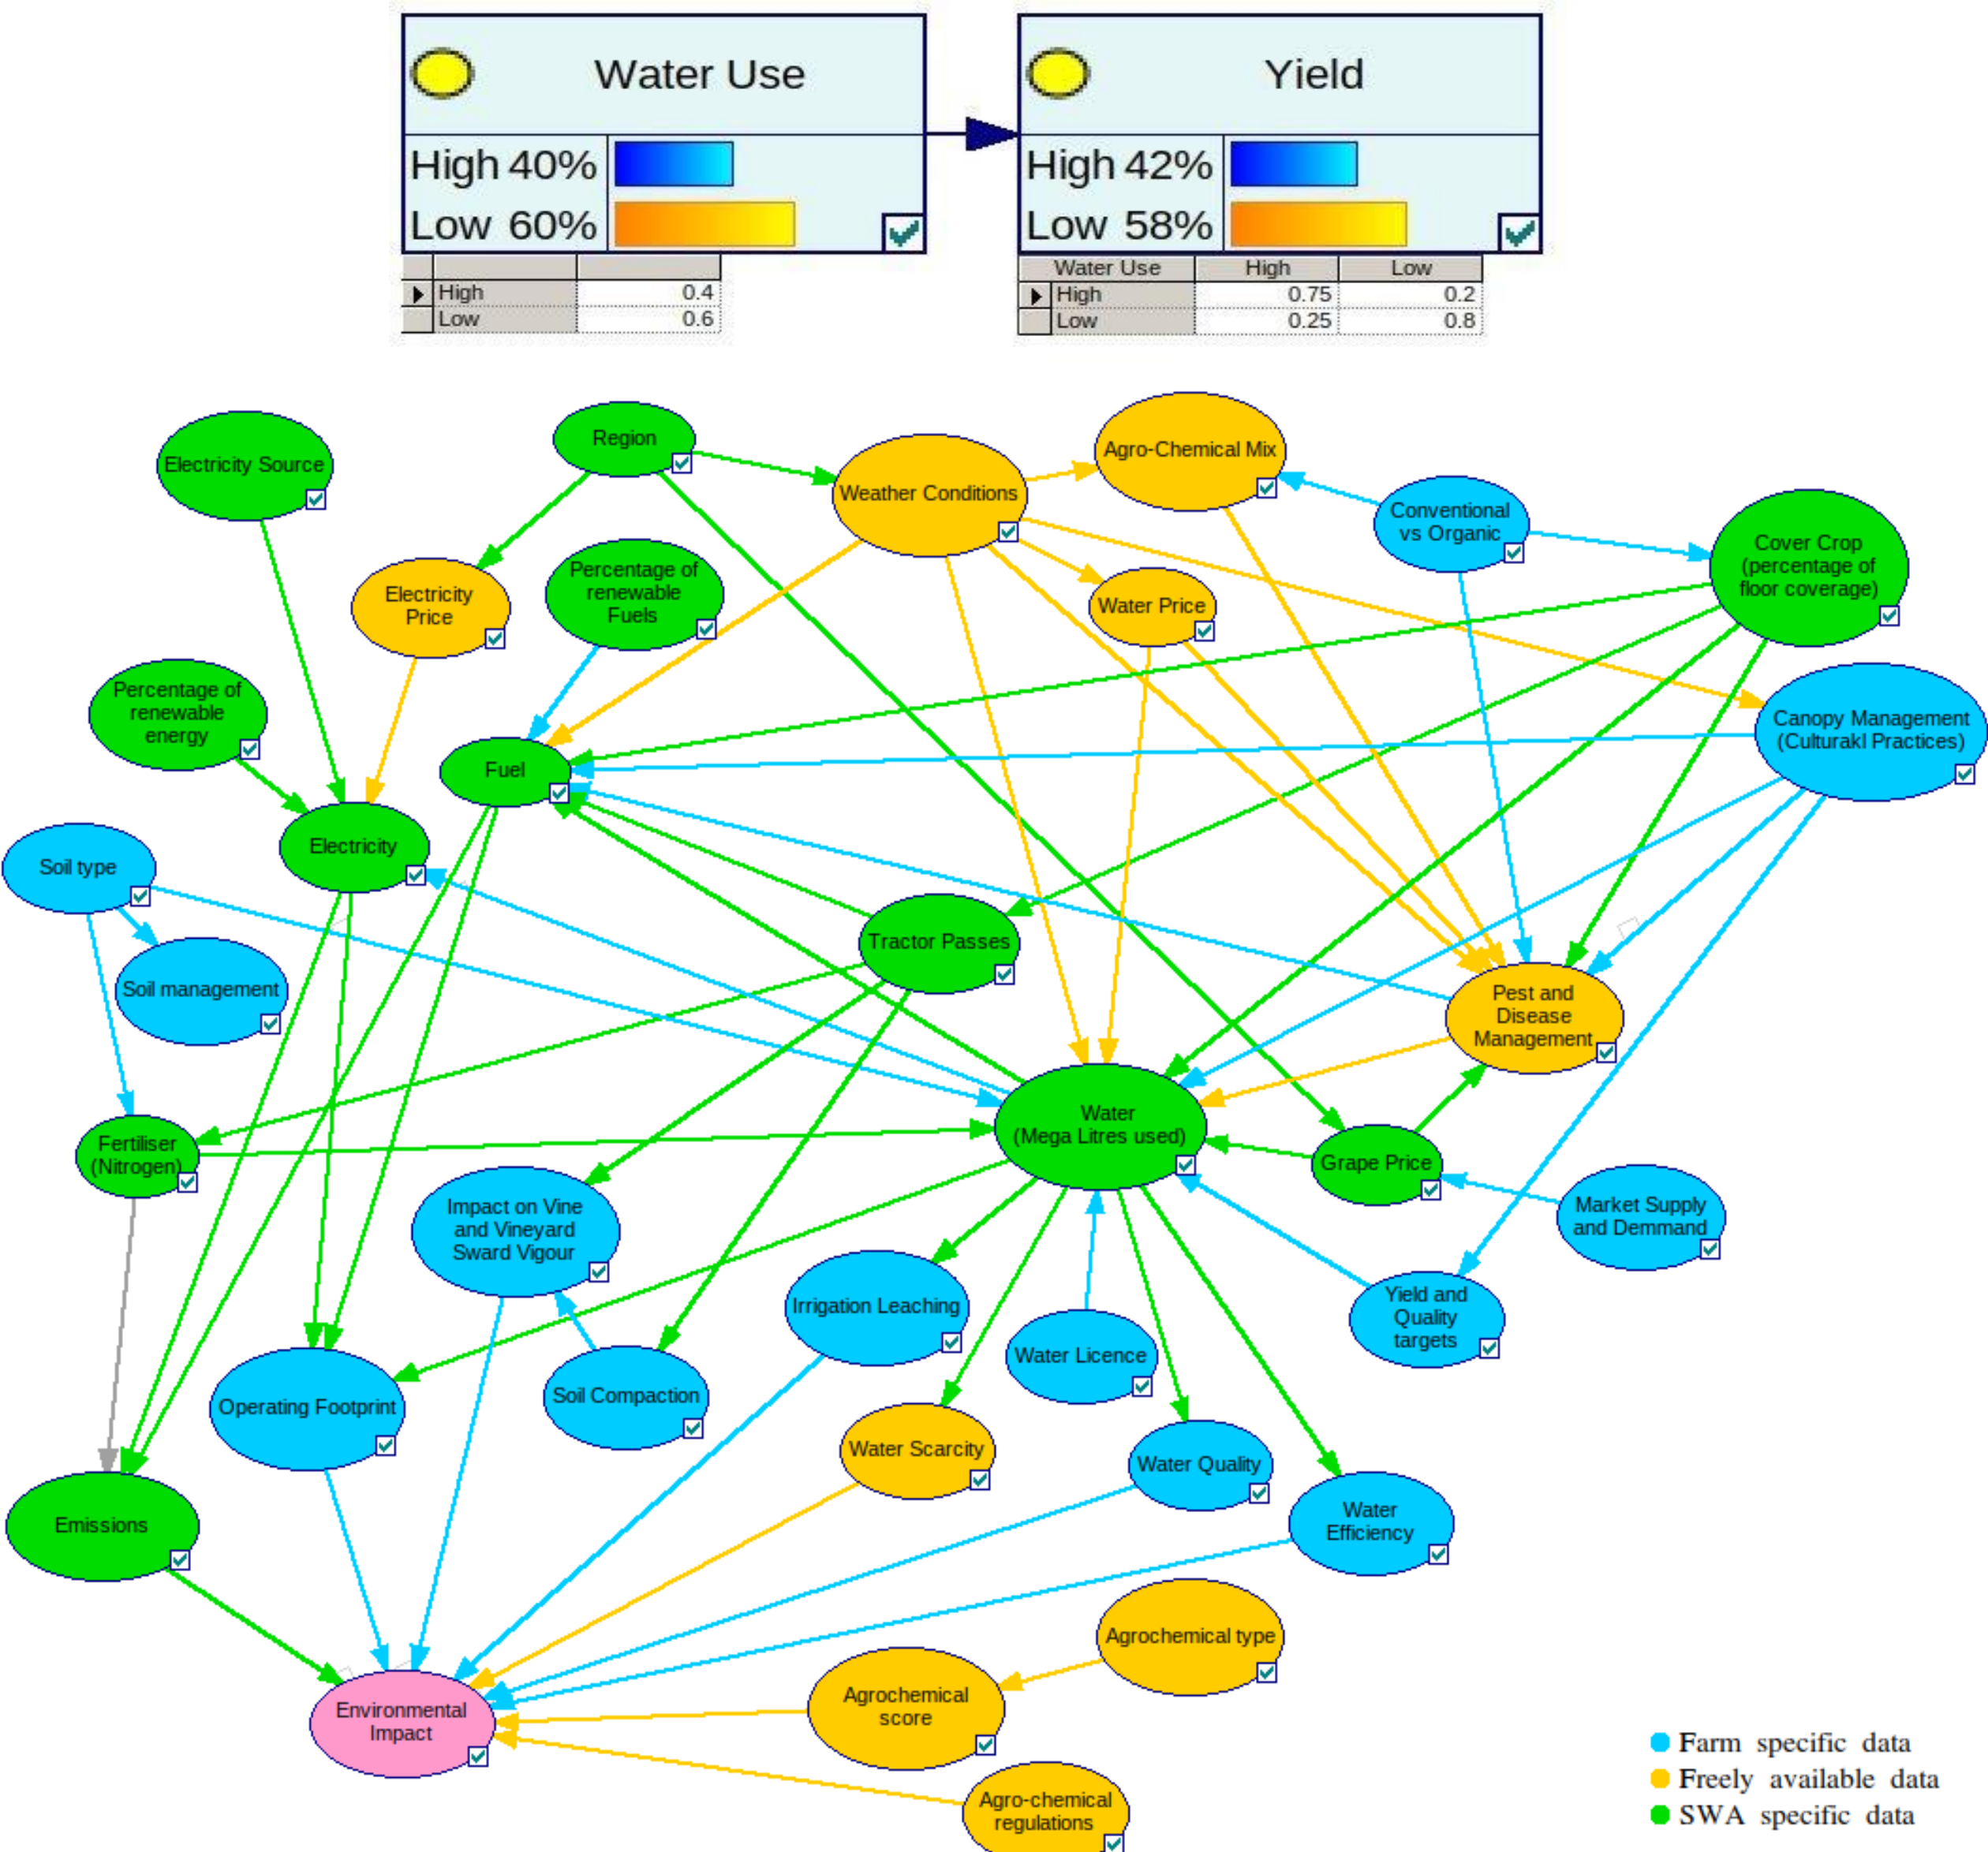 Water Use
High 40%
Low 60%
High 0.4
Low 0.6
Yield
High 42%
Low 58%
Water Use High Low
High 0.75 0.2
Low 0.25 0.8
Electricity Source
Region
Weather Conditions
Agro-Chemical Mix
Conventional
vs Organic
Cover Crop
(percentage of
floor coverage)
Electricity
Price
Percentage of
renewable
Fuels
Water Price
Percentage of
renewable
energy
Canopy Management
(Culturakl Practices)
Fuel
Electricity
Soil type
Tractor Passes
Soil management
Pest and
Disease
Management
Fertiliser
(Nitrogen)
Water
(Mega Litres used)
Grape Price
Market Supply
and Demmand
Impact on Vine
and Vineyard
Sward Vigour
Irrigation Leaching
Water Licence
Yield and
Quality
targets
Operating Footprint
Soil Compaction
Water Scarcity
Water Quality
Water
Efficiency
Emissions
Agrochemical type
Agrochemical
score
Environmental
Impact
Agro-chemical
regulations
Farm specific data
Freely available data
SWA specific data